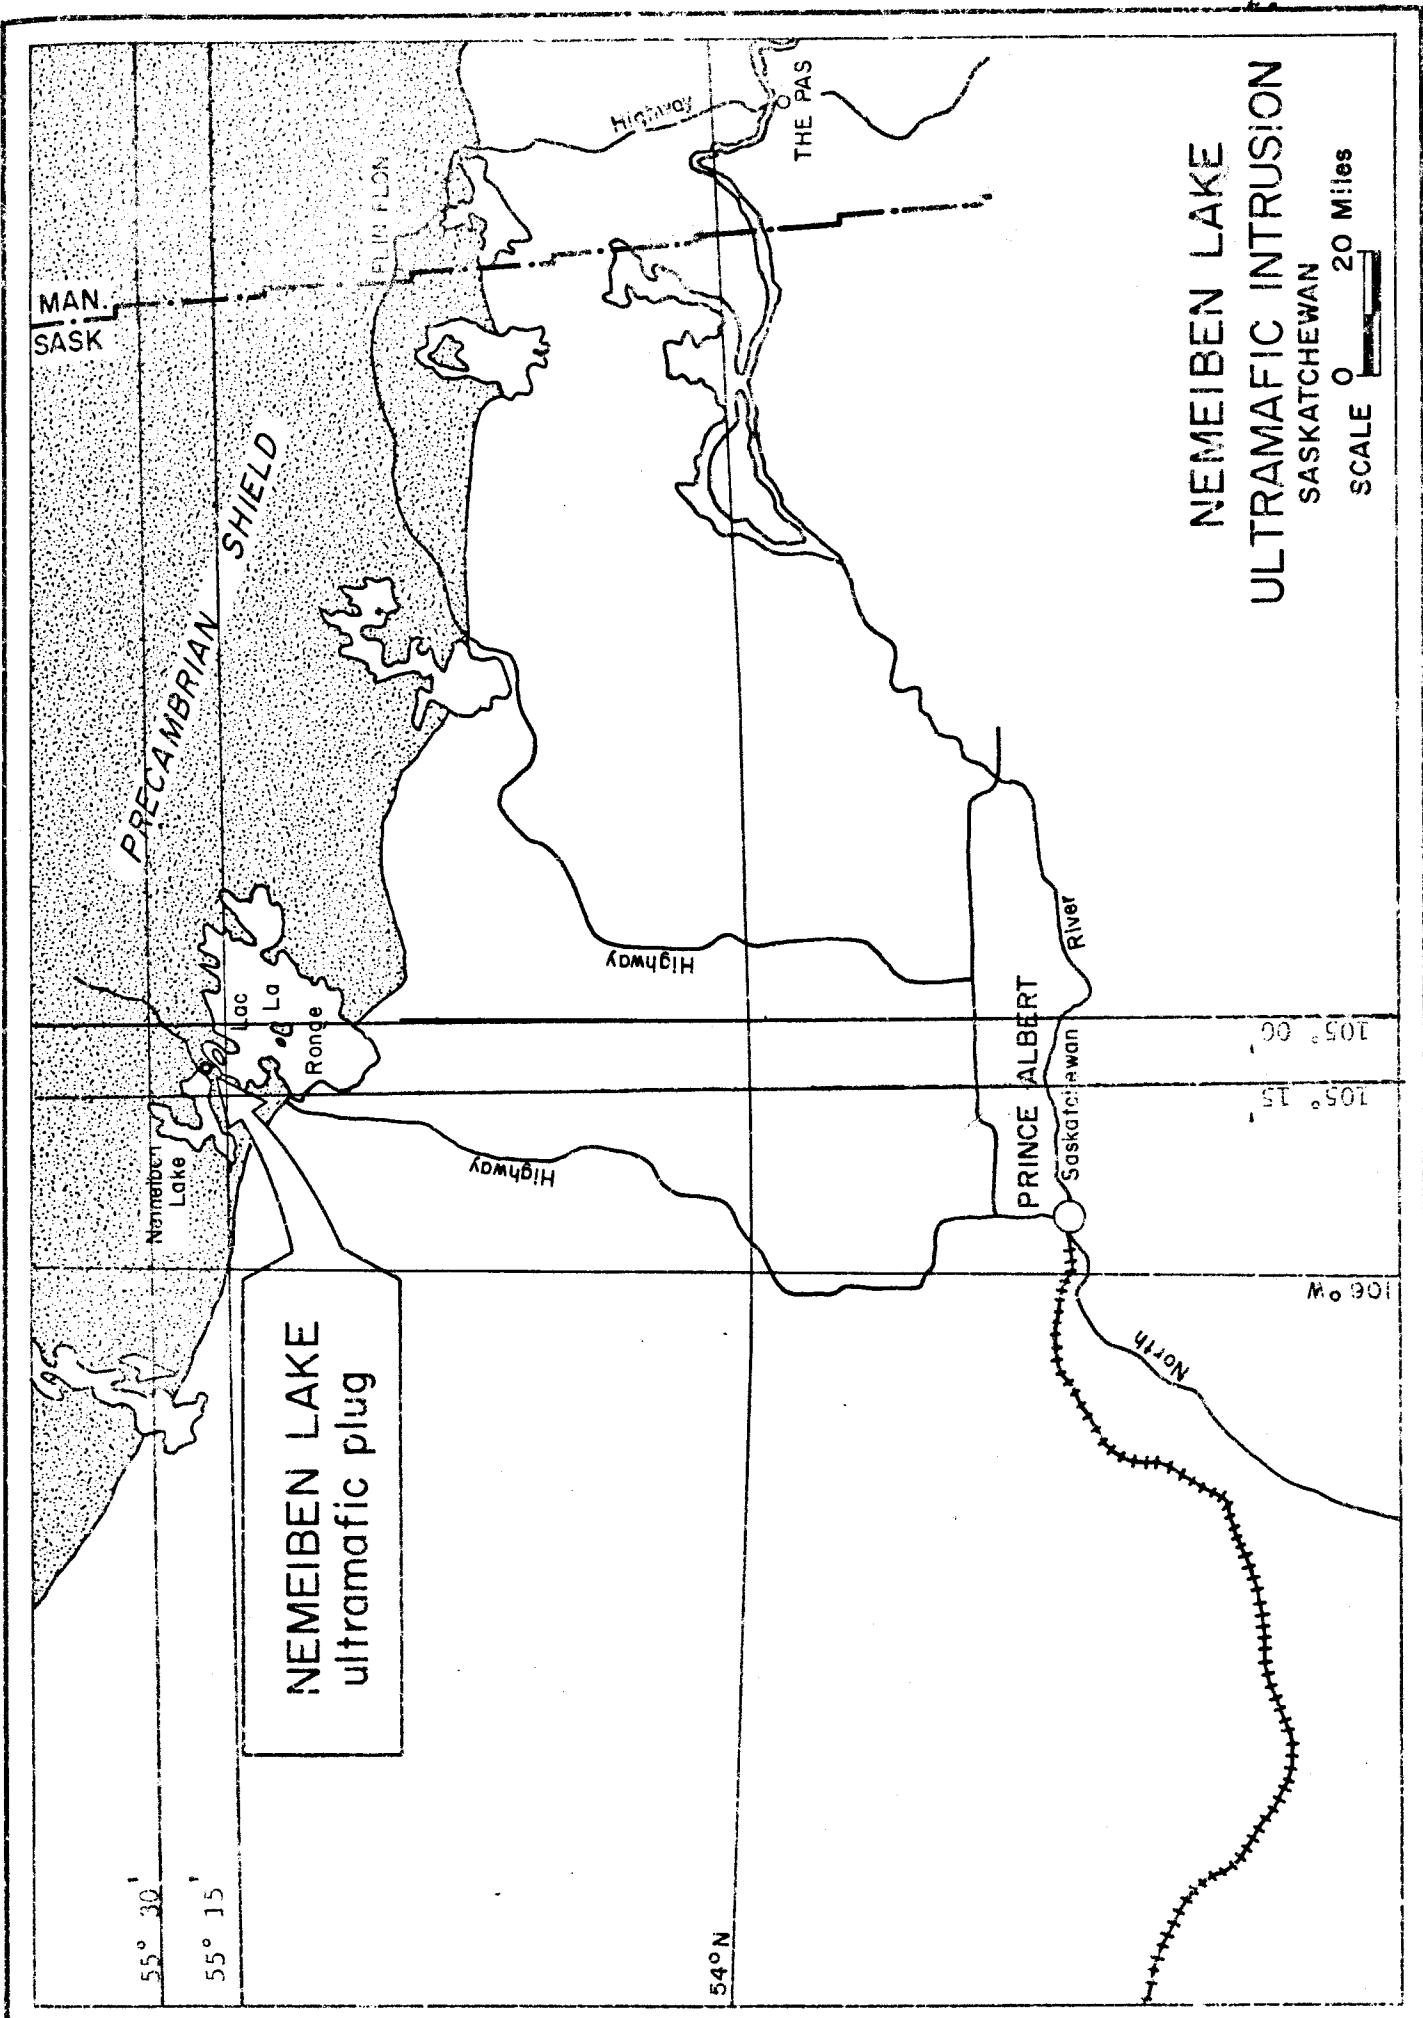 MAN.
SASK
PRECAMBRIAN SHIELD
FLIN FLON
Highway
THE PAS
Lake
Lac
La
Ronge
Highway
Highway
NEMEIBEN LAKE
ultramafic plug
PRINCE ALBERT
Saskatchewan
River
North
55° 30'
55° 15'
54°N
106°W
105° 15'
105° 00'
NEMEIBEN LAKE
ULTRAMAFIC INTRUSION
SASKATCHEWAN
SCALE 0 20 Miles